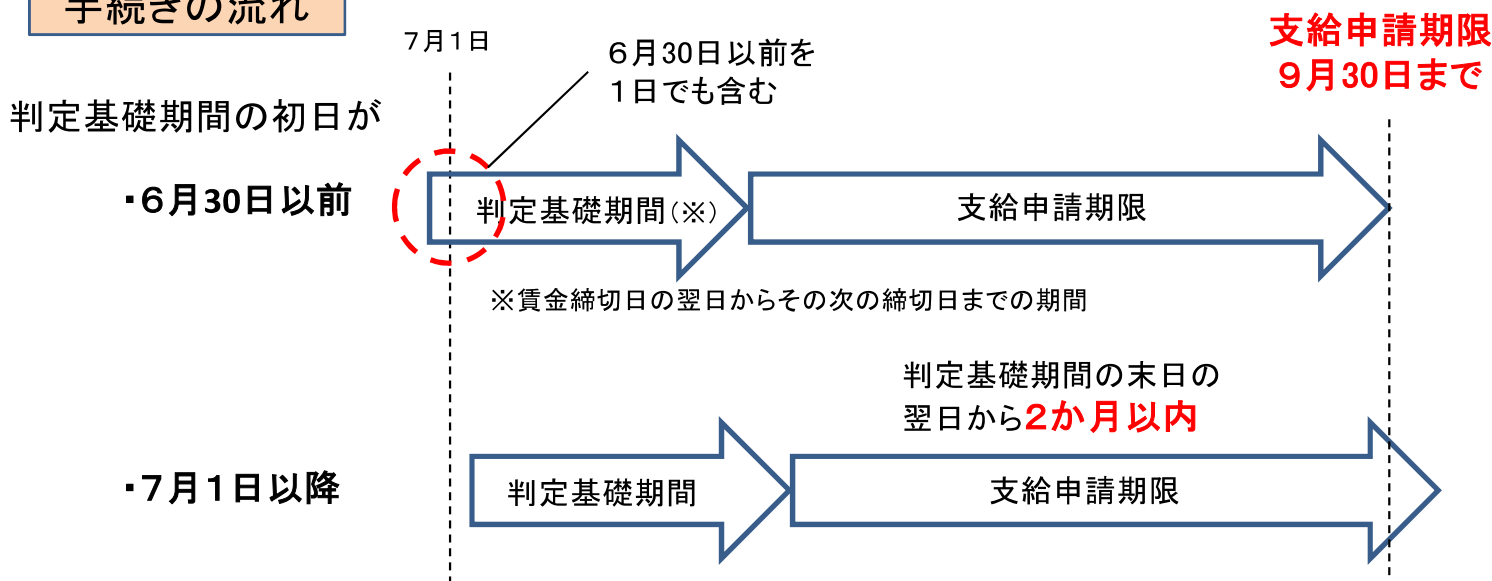 手続きの流れ
7月1日
6月30日以前を
1日でも含む
支給申請期限
9月30日まで
判定基礎期間の初日が
・6月30日以前
判定基礎期間(※)
支給申請期限
※賃金締切日の翌日からその次の締切日までの期間
判定基礎期間の末日の
翌日から2か月以内
・7月1日以降
判定基礎期間
支給申請期限